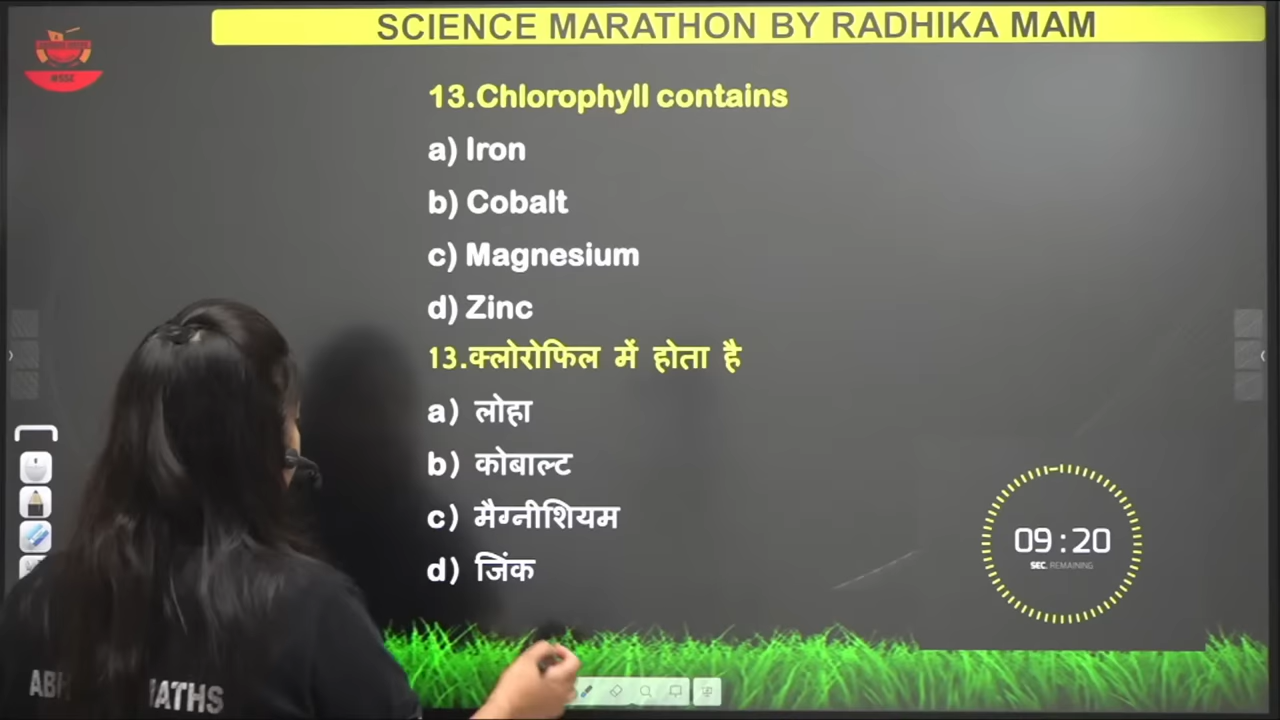 SCIENCE MARATHON BY RADHIKA MAM
13.Chlorophyll contains
a) Iron
b) Cobalt
c) Magnesium
d) Zinc
13.क्लोरोफिल में होता है
a) लोहा
b) कोबाल्ट
c) मैग्नीशियम
d) जिंक
09:20
SEC. REMAINING